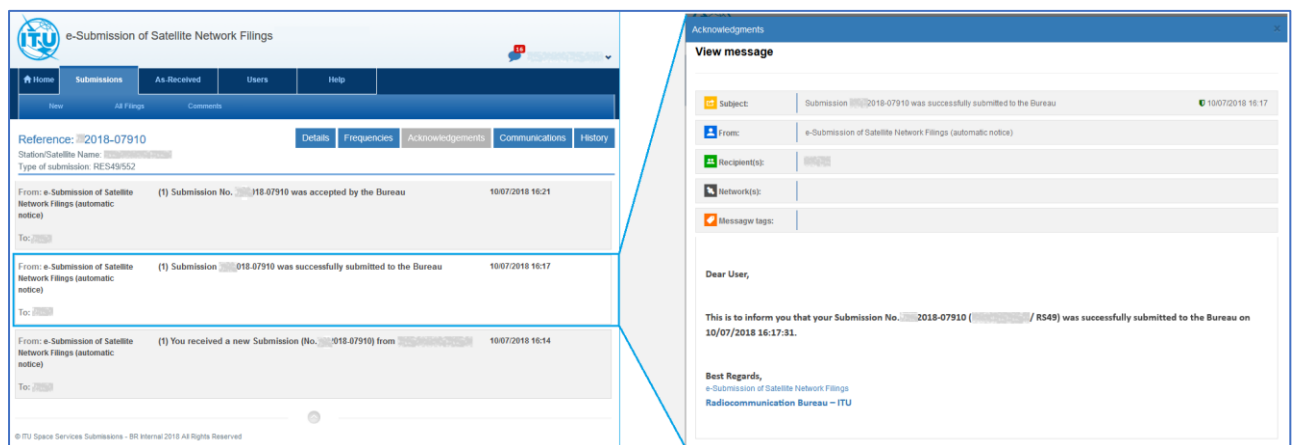 ITU
e-Submission of Satellite Network Filings
16
Home Submissions As-Received Users Help
New All Filings Comments
Reference: 2018-07910
Details Frequencies Acknowledgements Communications History
Station/Satellite Name:
Type of submission: RES49/552
From: e-Submission of Satellite Network Filings (automatic notice)
(1) Submission No. 018-07910 was accepted by the Bureau
10/07/2018 16:21
To:
From: e-Submission of Satellite Network Filings (automatic notice)
(1) Submission 018-07910 was successfully submitted to the Bureau
10/07/2018 16:17
To:
From: e-Submission of Satellite Network Filings (automatic notice)
(1) You received a new Submission (No. 018-07910) from
10/07/2018 16:14
To:
© ITU Space Services Submissions - BR Internal 2018 All Rights Reserved
Acknowledgments ×
View message
Subject: Submission 2018-07910 was successfully submitted to the Bureau 10/07/2018 16:17
From: e-Submission of Satellite Network Filings (automatic notice)
Recipient(s):
Network(s):
Messagw tags:
Dear User,
This is to inform you that your Submission No. 2018-07910 ( / RS49) was successfully submitted to the Bureau on
10/07/2018 16:17:31.
Best Regards,
e-Submission of Satellite Network Filings
Radiocommunication Bureau – ITU